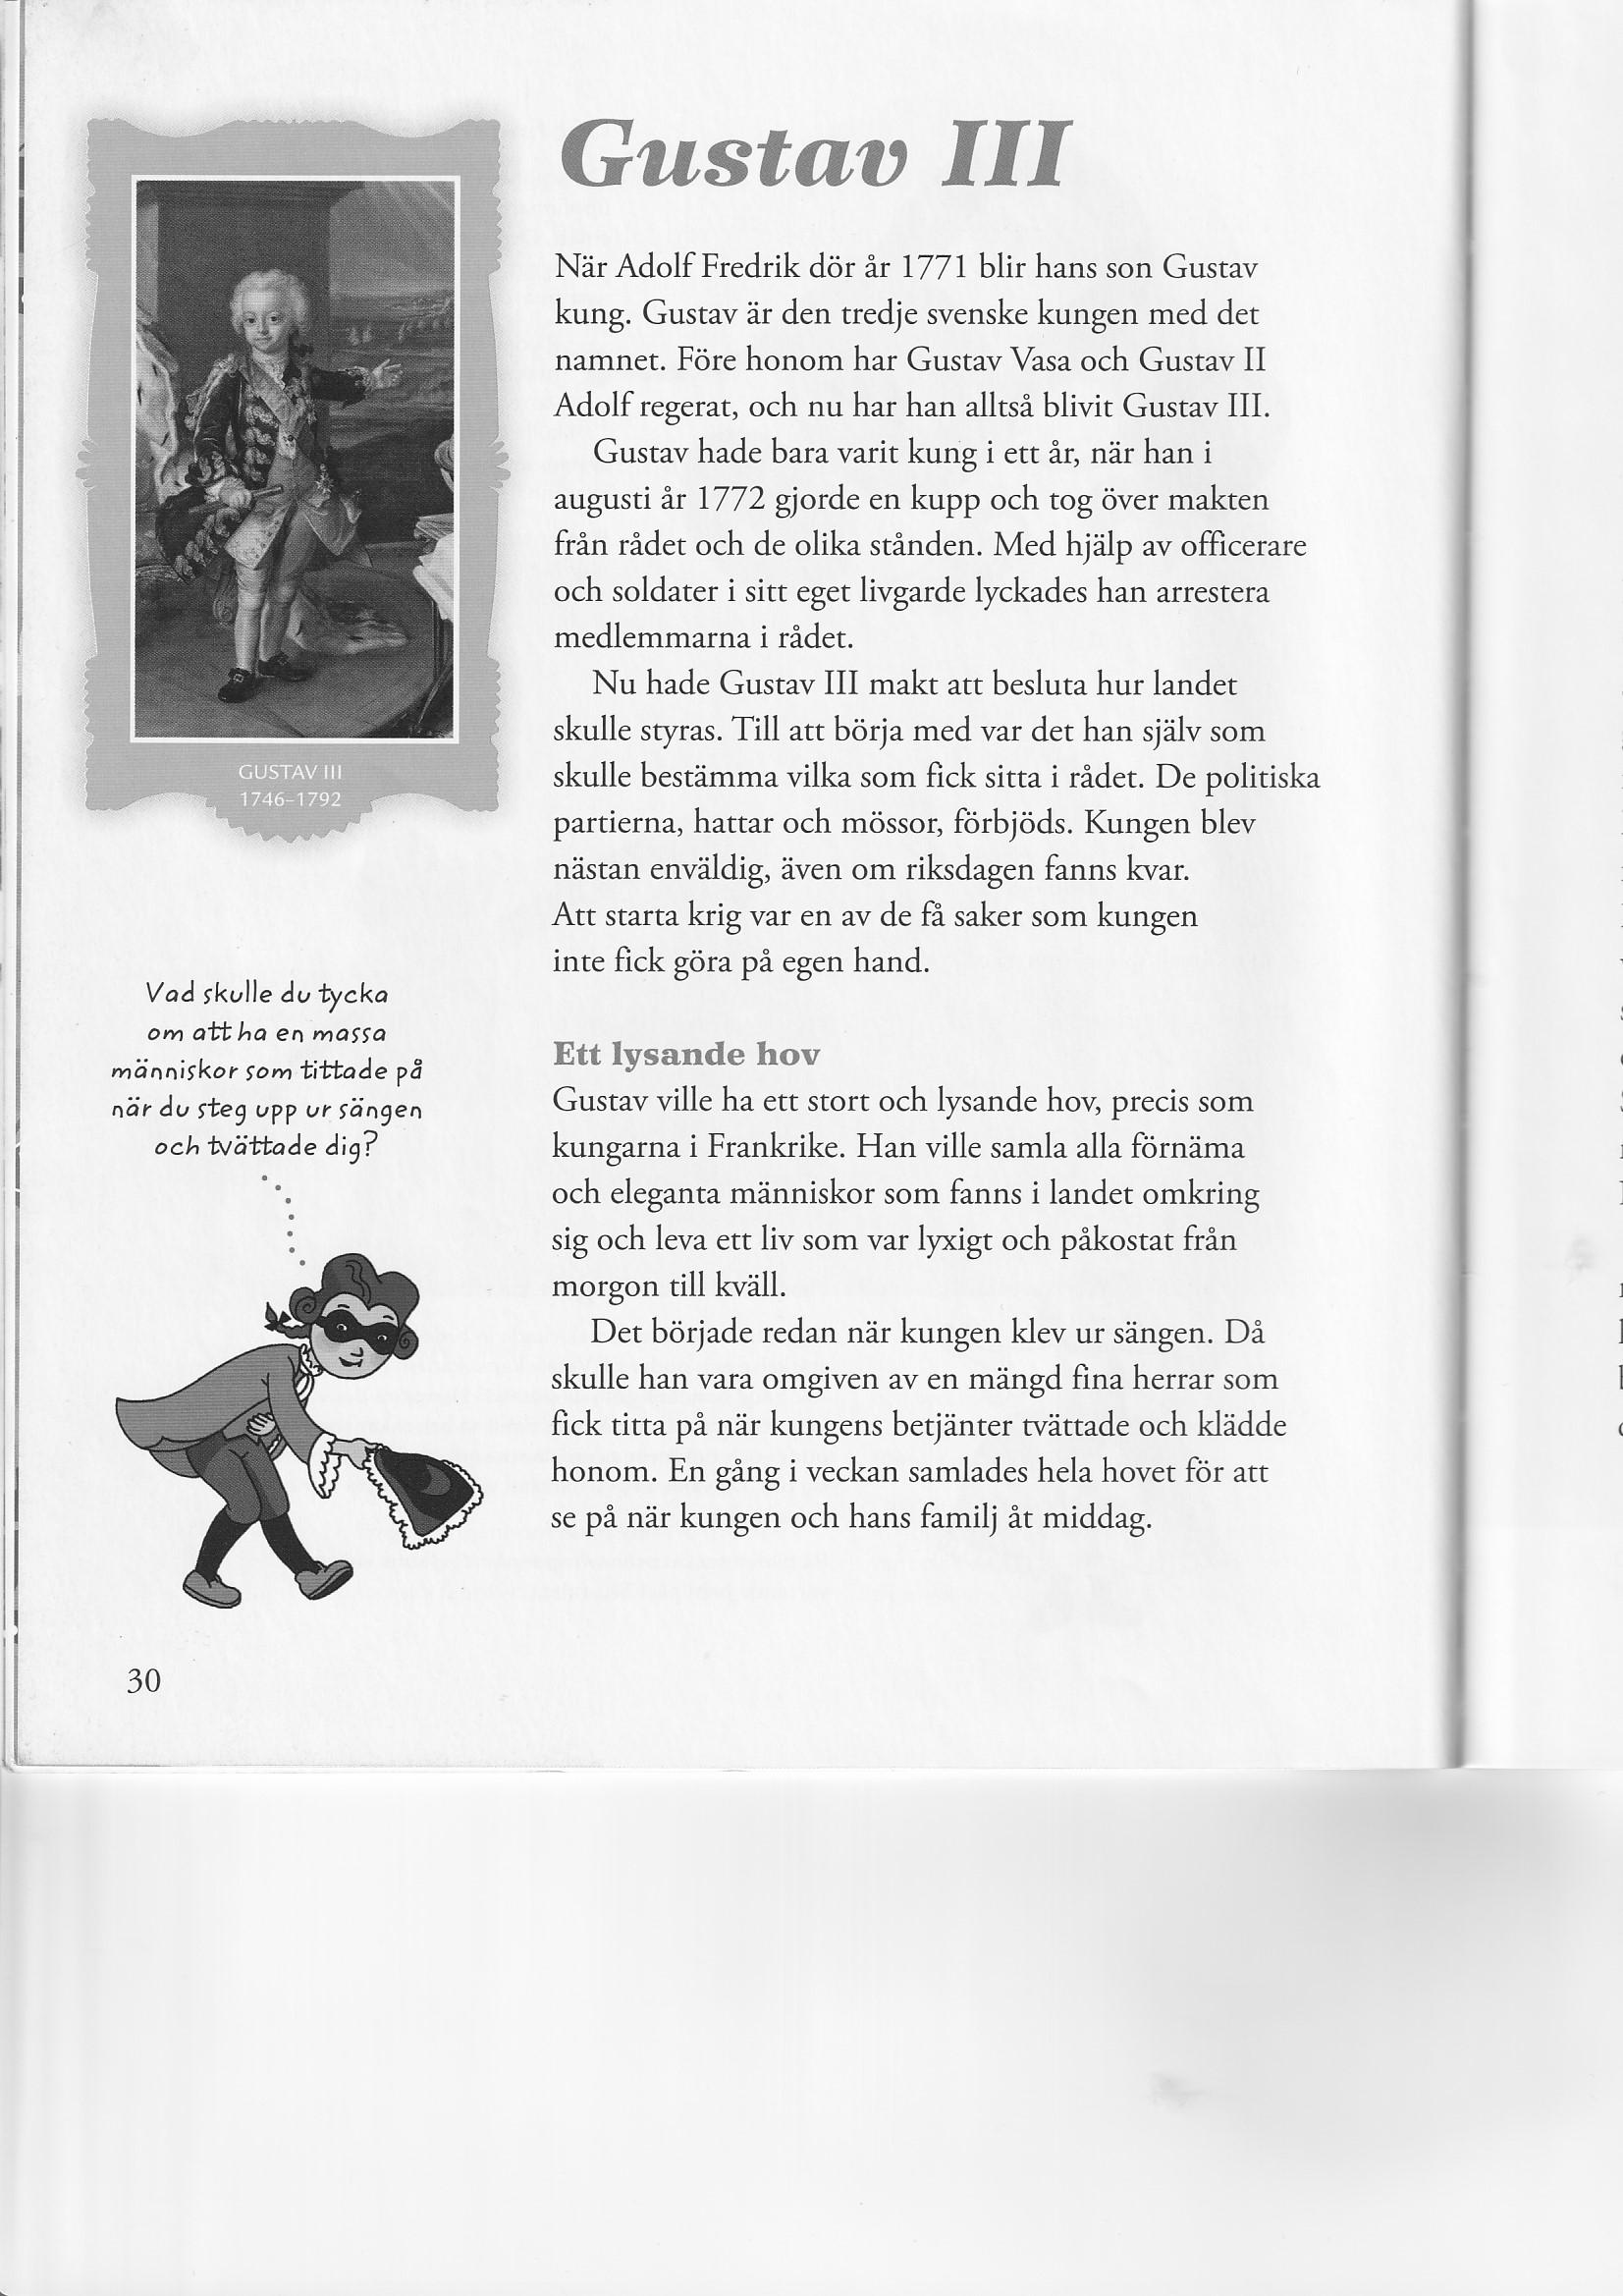 Gustav III
När Adolf Fredrik dör år 1771 blir hans son Gustav
kung. Gustav är den tredje svenske kungen med det
namnet. Före honom har Gustav Vasa och Gustav II
Adolf regerat, och nu har han alltså blivit Gustav III.
Gustav hade bara varit kung i ett år, när han i
augusti år 1772 gjorde en kupp och tog över makten
från rådet och de olika stånden. Med hjälp av officerare
och soldater i sitt eget livgarde lyckades han arrestera
medlemmarna i rådet.
Nu hade Gustav III makt att besluta hur landet
skulle styras. Till att börja med var det han själv som
skulle bestämma vilka som fick sitta i rådet. De politiska
partierna, hattar och mössor, förbjöds. Kungen blev
nästan enväldig, även om riksdagen fanns kvar.
Att starta krig var en av de få saker som kungen
inte fick göra på egen hand.
Ett lysande hov
Gustav ville ha ett stort och lysande hov, precis som
kungarna i Frankrike. Han ville samla alla förnäma
och eleganta människor som fanns i landet omkring
sig och leva ett liv som var lyxigt och påkostat från
morgon till kväll.
Det började redan när kungen klev ur sängen. Då
skulle han vara omgiven av en mängd fina herrar som
fick titta på när kungens betjänter tvättade och klädde
honom. En gång i veckan samlades hela hovet för att
se på när kungen och hans familj åt middag.
GUSTAV III
1746–1792
Vad skulle du tycka
om att ha en massa
människor som tittade på
när du steg upp ur sängen
och tvättade dig?
30